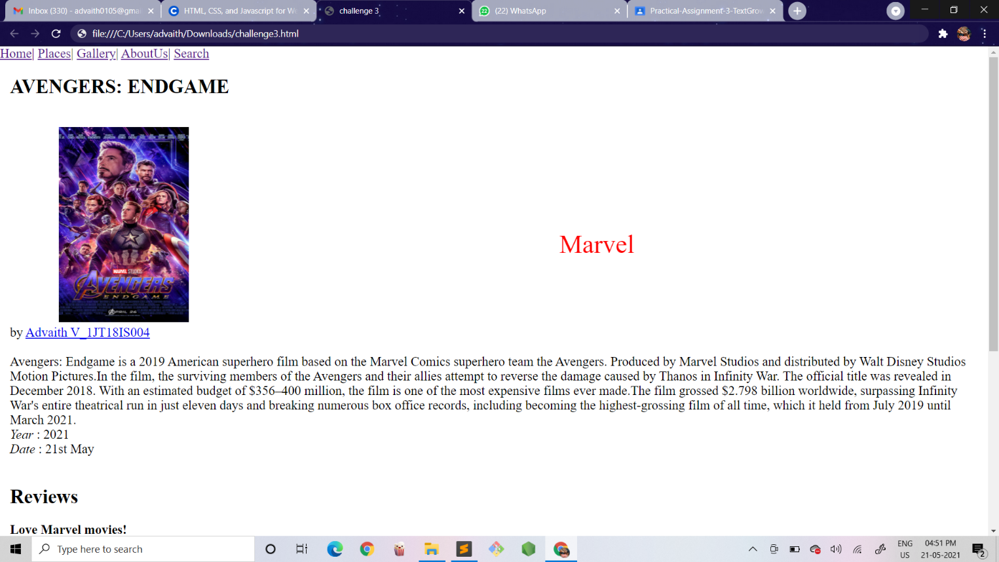 Inbox (330) - advaith0105@gmai
HTML, CSS, and Javascript for We
challenge 3
(22) WhatsApp
Practical-Assignment-3-TextGrow
file:///C:/Users/advaith/Downloads/challenge3.html
Home| Places| Gallery| AboutUs| Search
AVENGERS: ENDGAME
MARVEL STUDIOS
AVENGERS
ENDGAME
APRIL 26
Marvel
by Advaith V_1JT18IS004
Avengers: Endgame is a 2019 American superhero film based on the Marvel Comics superhero team the Avengers. Produced by Marvel Studios and distributed by Walt Disney Studios
Motion Pictures.In the film, the surviving members of the Avengers and their allies attempt to reverse the damage caused by Thanos in Infinity War. The official title was revealed in
December 2018. With an estimated budget of $356–400 million, the film is one of the most expensive films ever made.The film grossed $2.798 billion worldwide, surpassing Infinity
War's entire theatrical run in just eleven days and breaking numerous box office records, including becoming the highest-grossing film of all time, which it held from July 2019 until
March 2021.
Year : 2021
Date : 21st May
Reviews
Love Marvel movies!
Type here to search
ENG
US
04:51 PM
21-05-2021
2